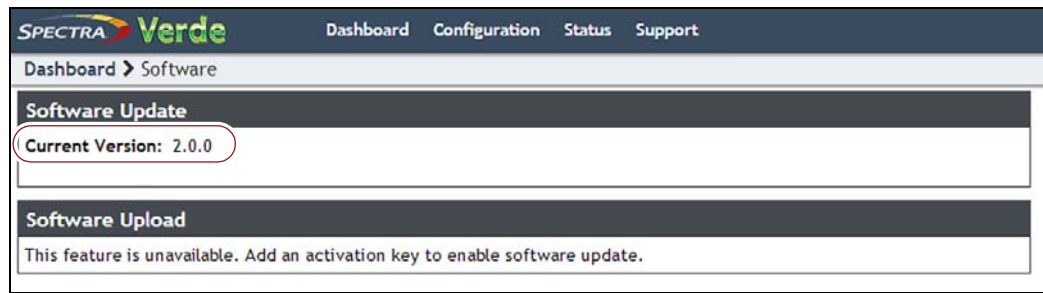 SPECTRA Verde Dashboard Configuration Status Support
Dashboard > Software
Software Update
Current Version: 2.0.0
Software Upload
This feature is unavailable. Add an activation key to enable software update.